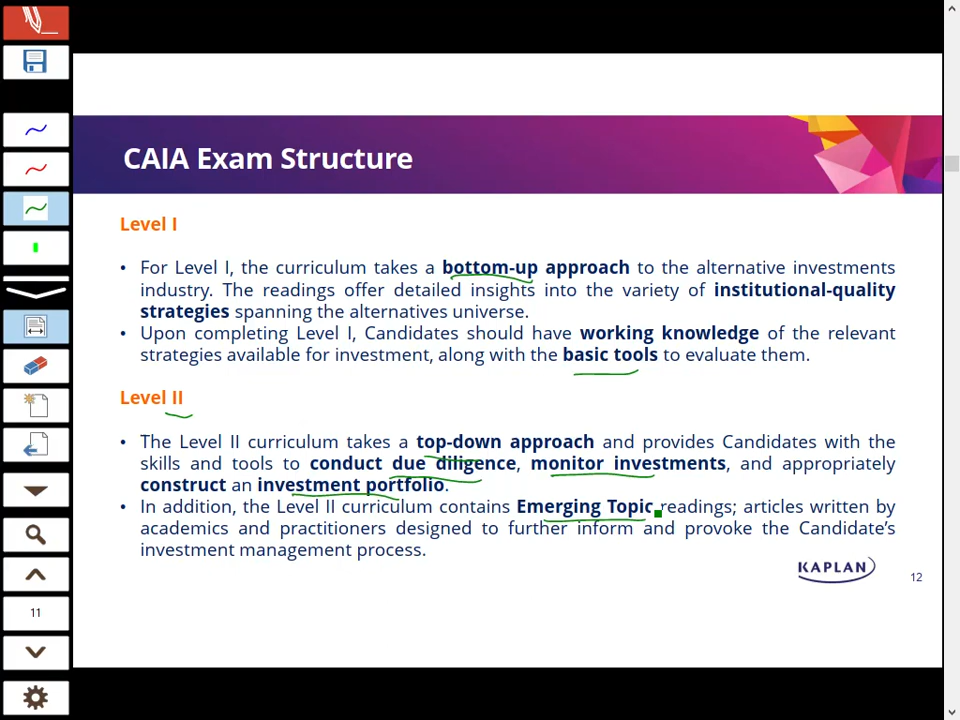 CAIA Exam Structure
Level I
• For Level I, the curriculum takes a bottom-up approach to the alternative investments
industry. The readings offer detailed insights into the variety of institutional-quality
strategies spanning the alternatives universe.
• Upon completing Level I, Candidates should have working knowledge of the relevant
strategies available for investment, along with the basic tools to evaluate them.
Level II
• The Level II curriculum takes a top-down approach and provides Candidates with the
skills and tools to conduct due diligence, monitor investments, and appropriately
construct an investment portfolio.
• In addition, the Level II curriculum contains Emerging Topic readings; articles written by
academics and practitioners designed to further inform and provoke the Candidate’s
investment management process.
KAPLAN
12
11